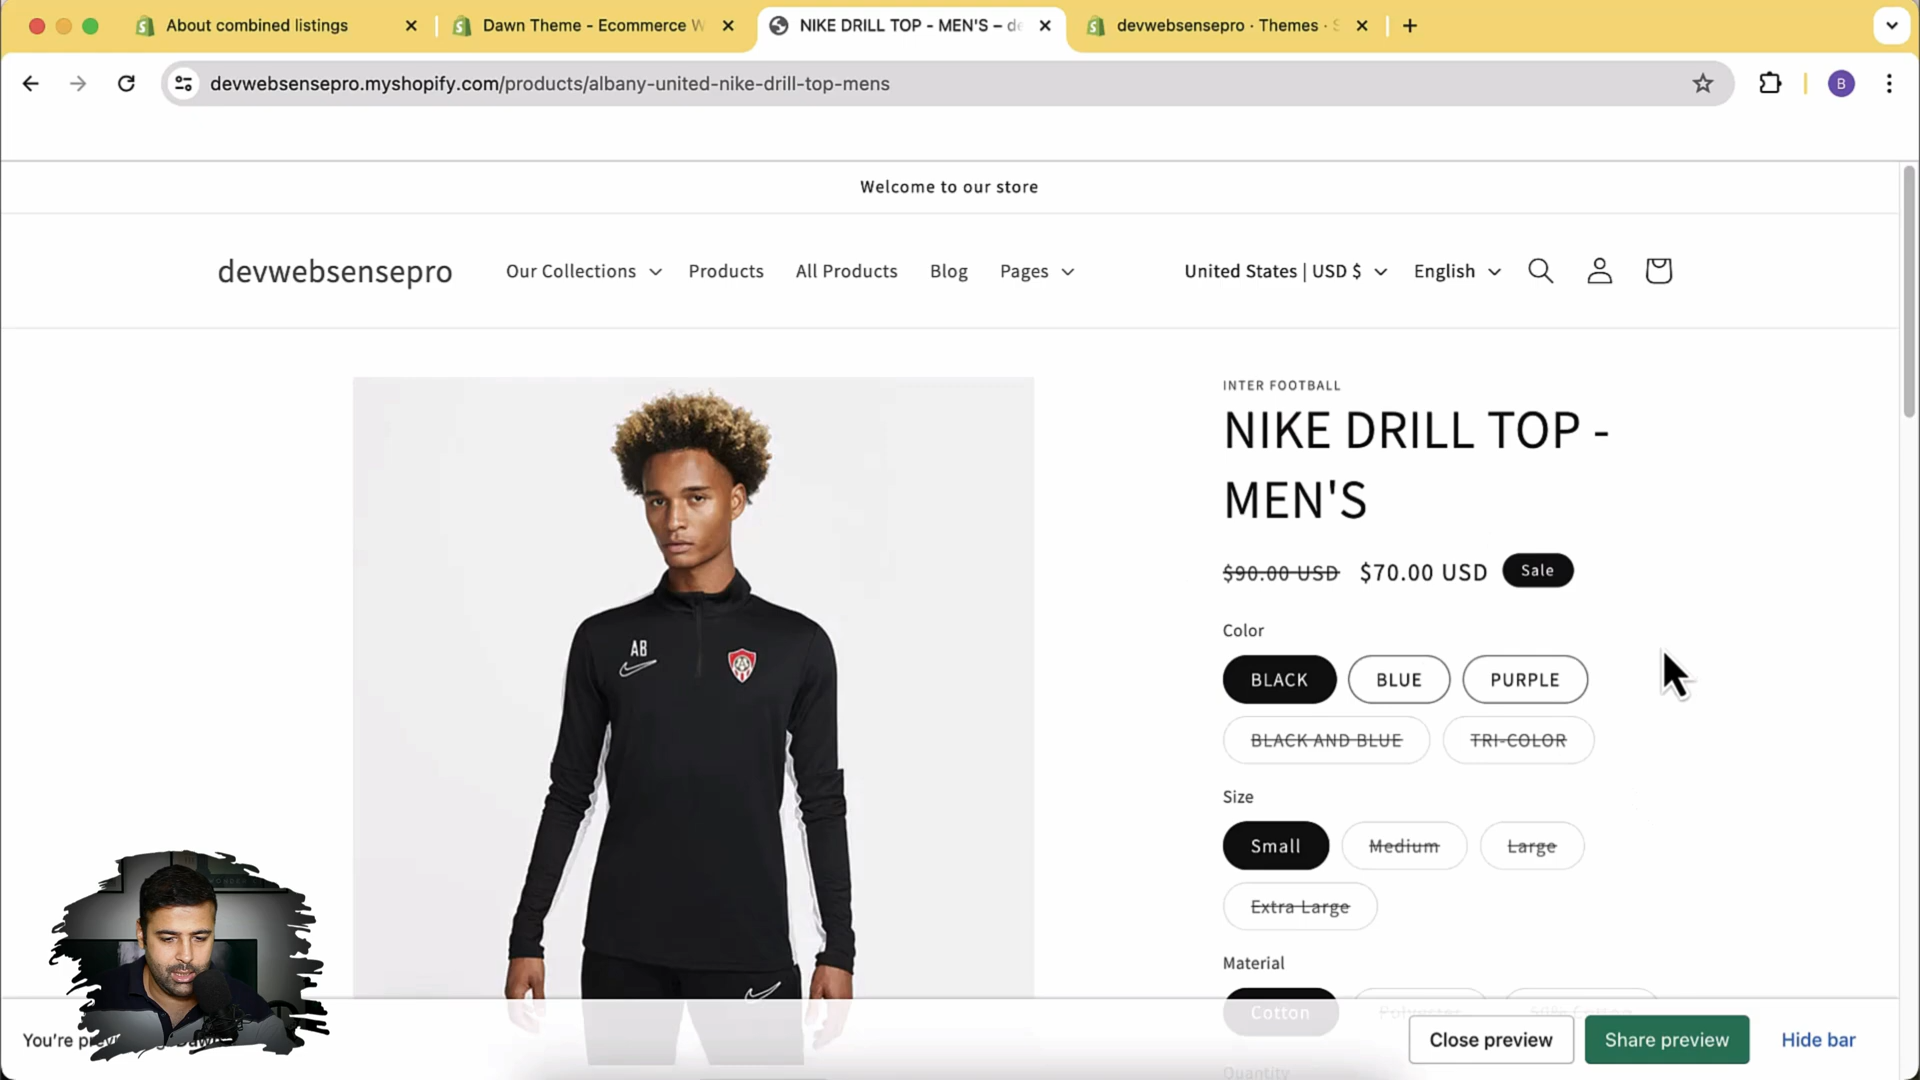 About combined listings
Dawn Theme - Ecommerce W
NIKE DRILL TOP - MEN'S – de
devwebsensepro · Themes · S
devwebsensepro.myshopify.com/products/albany-united-nike-drill-top-mens
B
Welcome to our store
devwebsensepro
Our Collections
Products
All Products
Blog
Pages
United States | USD $
English
INTER FOOTBALL
NIKE DRILL TOP -
MEN'S
$90.00 USD $70.00 USD Sale
Color
BLACK BLUE PURPLE
BLACK AND BLUE TRI-COLOR
Size
Small Medium Large
Extra Large
Material
Cotton Polyester
Quantity
AB
You're
Close preview
Share preview
Hide bar